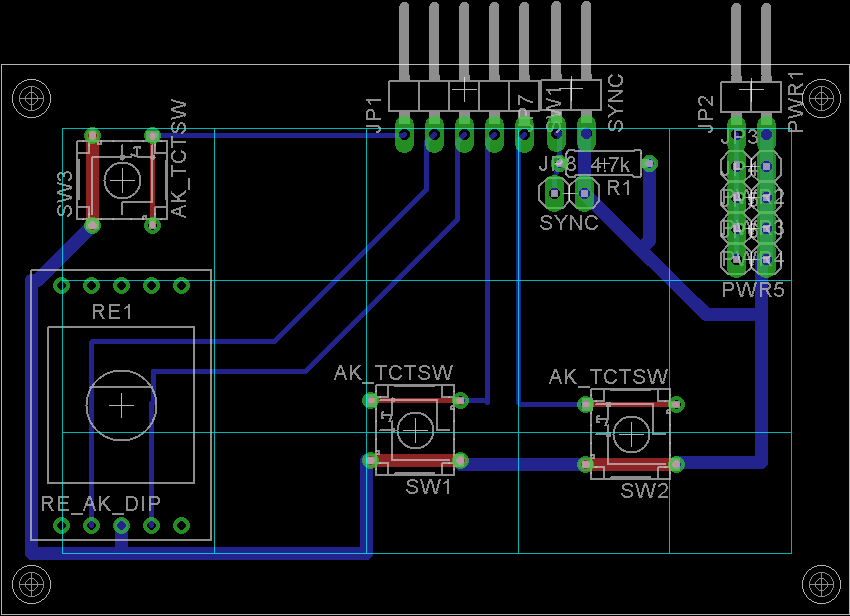 JP1
JP7
SW1
SYNC
JP2
PWR1
SW3
AK_TCTSW
JP3
4+7k
R1
SYNC
JP3
PWR2
PWR3
PWR4
PWR5
RE1
AK_TCTSW
AK_TCTSW
SW1
SW2
RE_AK_DIP